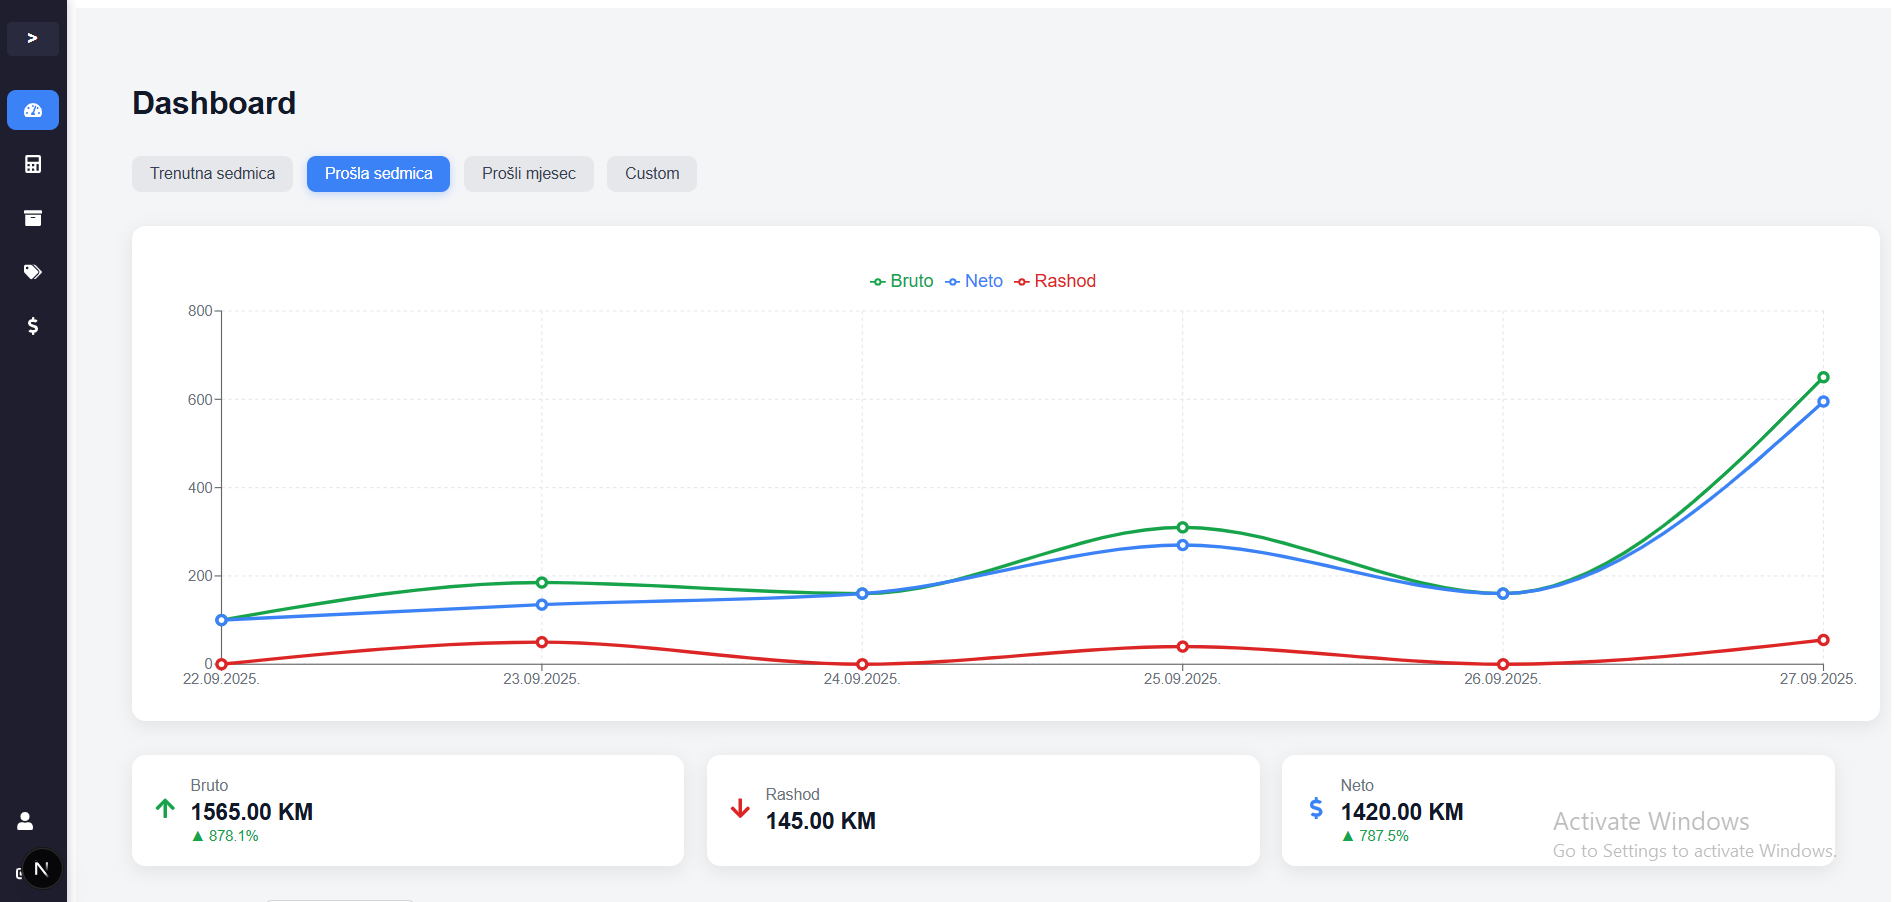 >
Dashboard
Trenutna sedmica Prošla sedmica Prošli mjesec Custom
Bruto Neto Rashod
800
600
400
200
0
22.09.2025. 23.09.2025. 24.09.2025. 25.09.2025. 26.09.2025. 27.09.2025.
Bruto
1565.00 KM
▲ 878.1%
Rashod
145.00 KM
Neto
1420.00 KM
▲ 787.5%
Activate Windows
Go to Settings to activate Windows.
N